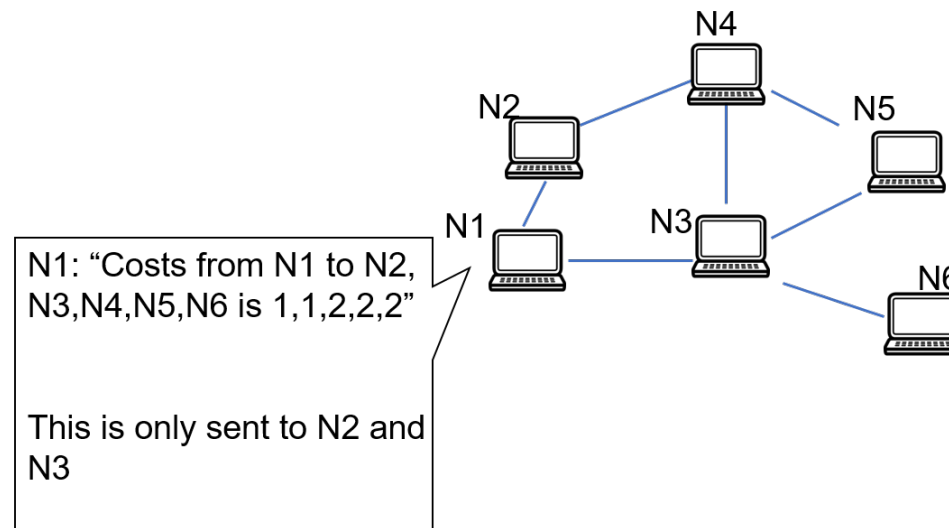 N4
N2
N5
N1
N3
N1: “Costs from N1 to N2,
N3,N4,N5,N6 is 1,1,2,2,2”
N6
This is only sent to N2 and
N3